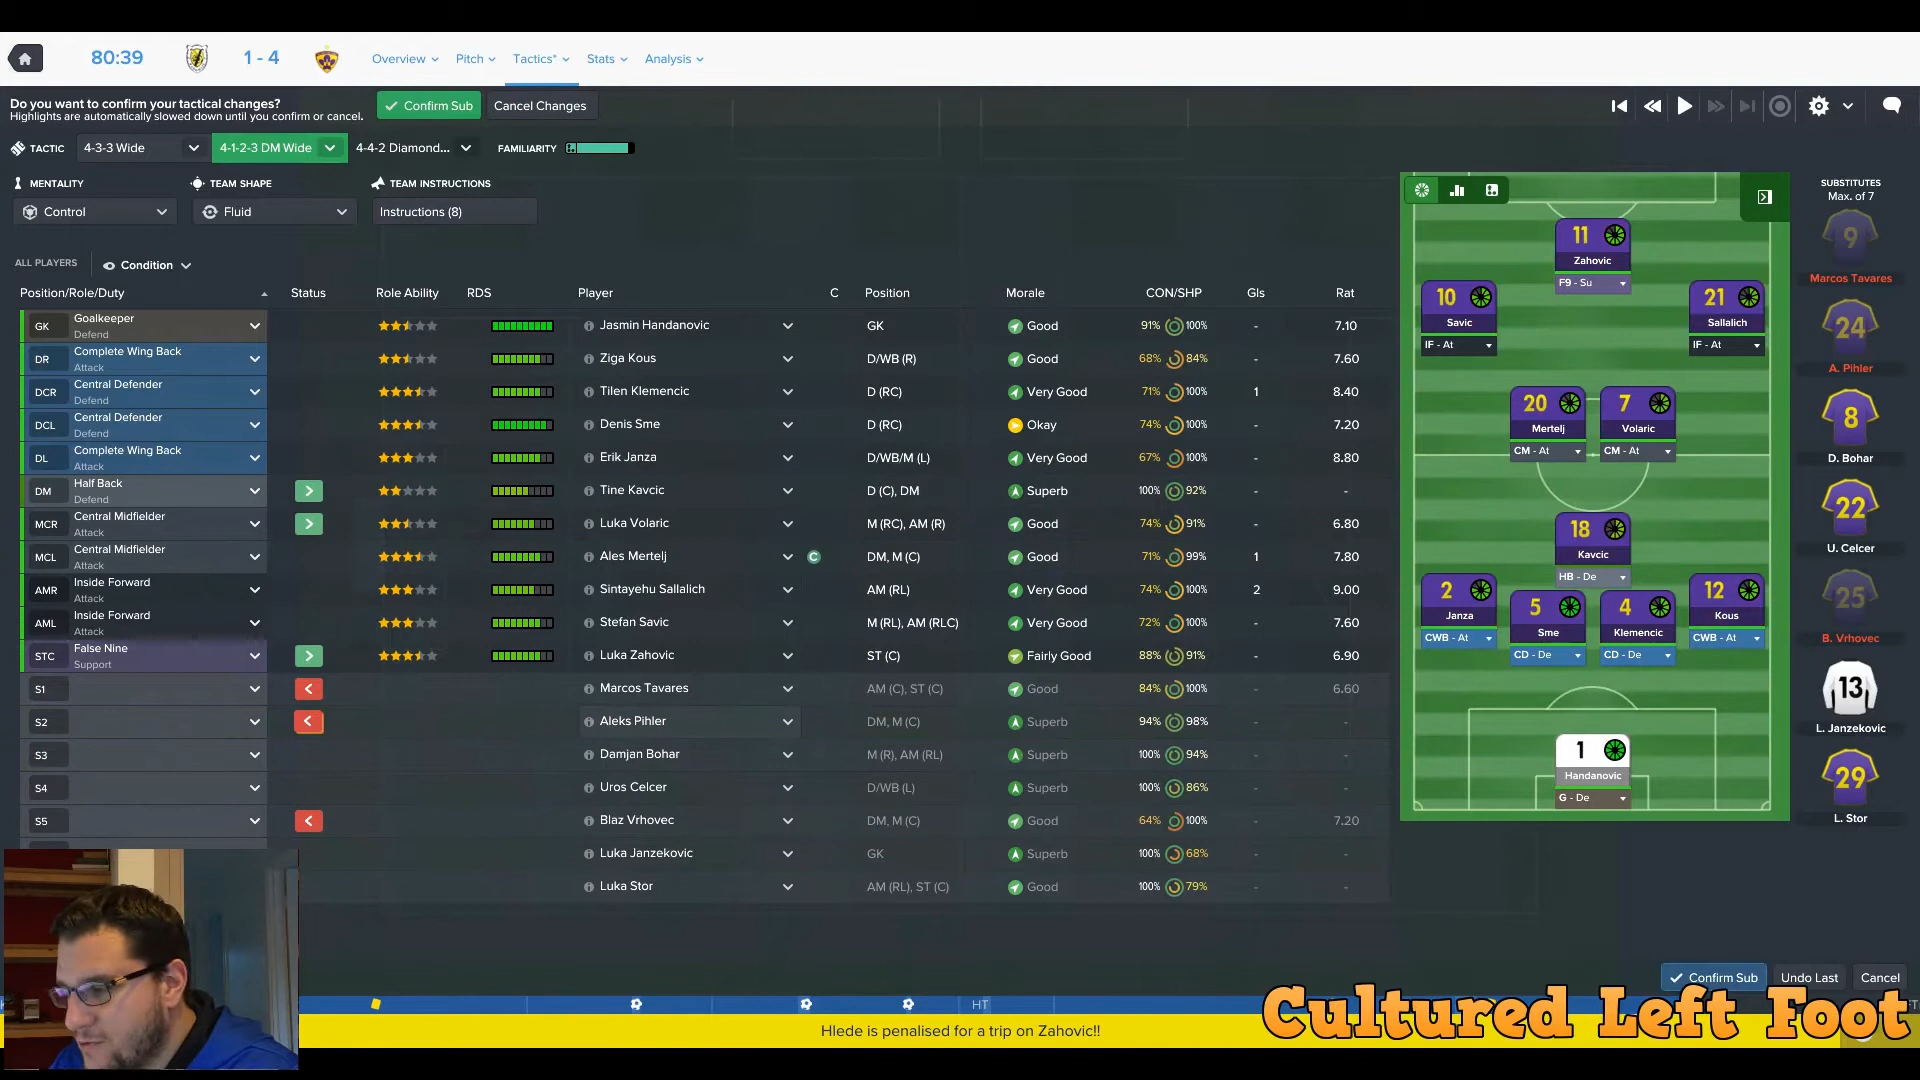 80:39 1 - 4 Overview Pitch Tactics* Stats Analysis
Do you want to confirm your tactical changes?
Highlights are automatically slowed down until you confirm or cancel.
Confirm Sub Cancel Changes
TACTIC 4-3-3 Wide 4-1-2-3 DM Wide 4-4-2 Diamond... FAMILIARITY
MENTALITY TEAM SHAPE TEAM INSTRUCTIONS
Control Fluid Instructions (8)
ALL PLAYERS Condition
Position/Role/Duty Status Role Ability RDS Player C Position Morale CON/SHP Gls Rat
GK Goalkeeper Defend Jasmin Handanovic GK Good 91% 100% - 7.10
DR Complete Wing Back Attack Ziga Kous D/WB (R) Good 68% 84% - 7.60
DCR Central Defender Defend Tilen Klemencic D (RC) Very Good 71% 100% 1 8.40
DCL Central Defender Defend Denis Sme D (RC) Okay 74% 100% - 7.20
DL Complete Wing Back Attack Erik Janza D/WB/M (L) Very Good 67% 100% - 8.80
DM Half Back Defend Tine Kavcic D (C), DM Superb 100% 92% - -
MCR Central Midfielder Attack Luka Volaric M (RC), AM (R) Good 74% 91% - 6.80
MCL Central Midfielder Attack Ales Mertelj C DM, M (C) Good 71% 99% 1 7.80
AMR Inside Forward Attack Sintayehu Sallalich AM (RL) Very Good 74% 100% 2 9.00
AML Inside Forward Attack Stefan Savic M (RL), AM (RLC) Very Good 72% 100% - 7.60
STC False Nine Support Luka Zahovic ST (C) Fairly Good 88% 91% - 6.90
S1 Marcos Tavares AM (C), ST (C) Good 84% 100% - 6.60
S2 Aleks Pihler DM, M (C) Superb 94% 98% - -
S3 Damjan Bohar M (R), AM (RL) Superb 100% 94% - -
S4 Uros Celcer D/WB (L) Superb 100% 86% - -
S5 Blaz Vrhovec DM, M (C) Good 64% 100% - 7.20
Luka Janzekovic GK Superb 100% 68% - -
Luka Stor AM (RL), ST (C) Good 100% 79% - -
11
Zahovic
F9 - Su
10 21
Savic Sallalich
IF - At IF - At
20 7
Mertelj Volaric
CM - At CM - At
18
Kavcic
HB - De
2 5 4 12
Janza Sme Klemencic Kous
CWB - At CD - De CD - De CWB - At
1
Handanovic
G - De
SUBSTITUTES
Max. of 7
9
Marcos Tavares
24
A. Pihler
8
D. Bohar
22
U. Celcer
25
B. Vrhovec
13
L. Janzekovic
29
L. Stor
Confirm Sub Undo Last Cancel
HT
Cultured Left Foot
Hlede is penalised for a trip on Zahovic!!